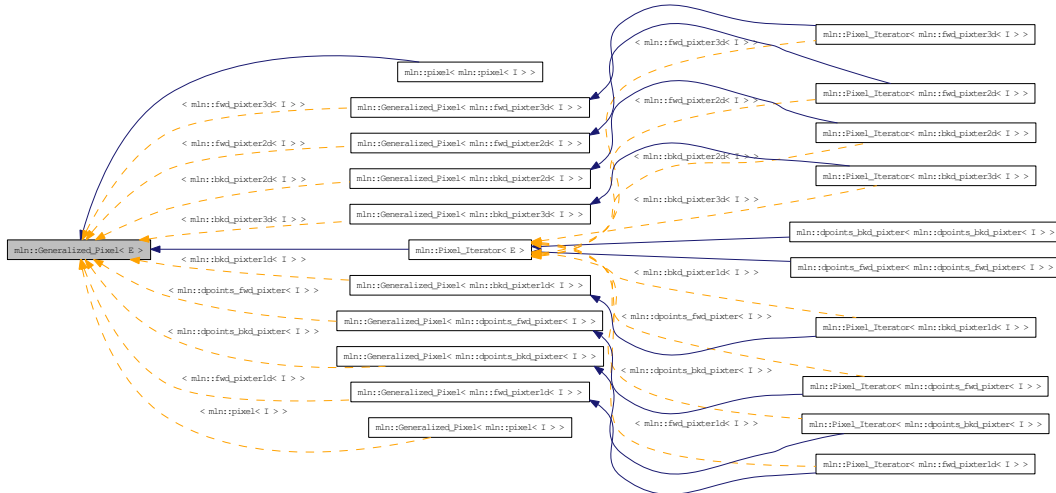 mln::Generalized_Pixel< E >
< mln::fwd_pixter3d< I > >
< mln::fwd_pixter2d< I > >
< mln::bkd_pixter2d< I > >
< mln::bkd_pixter3d< I > >
< mln::bkd_pixter1d< I > >
< mln::dpoints_fwd_pixter< I > >
< mln::dpoints_bkd_pixter< I > >
< mln::fwd_pixter1d< I > >
< mln::pixel< I > >
mln::pixel< mln::pixel< I > >
mln::Generalized_Pixel< mln::fwd_pixter3d< I > >
mln::Generalized_Pixel< mln::fwd_pixter2d< I > >
mln::Generalized_Pixel< mln::bkd_pixter2d< I > >
mln::Generalized_Pixel< mln::bkd_pixter3d< I > >
mln::Pixel_Iterator< E >
mln::Generalized_Pixel< mln::bkd_pixter1d< I > >
mln::Generalized_Pixel< mln::dpoints_fwd_pixter< I > >
mln::Generalized_Pixel< mln::dpoints_bkd_pixter< I > >
mln::Generalized_Pixel< mln::fwd_pixter1d< I > >
mln::Generalized_Pixel< mln::pixel< I > >
< mln::fwd_pixter3d< I > >
< mln::fwd_pixter2d< I > >
< mln::bkd_pixter2d< I > >
< mln::bkd_pixter3d< I > >
< mln::bkd_pixter1d< I > >
< mln::dpoints_fwd_pixter< I > >
< mln::dpoints_bkd_pixter< I > >
< mln::fwd_pixter1d< I > >
mln::Pixel_Iterator< mln::fwd_pixter3d< I > >
mln::Pixel_Iterator< mln::fwd_pixter2d< I > >
mln::Pixel_Iterator< mln::bkd_pixter2d< I > >
mln::Pixel_Iterator< mln::bkd_pixter3d< I > >
mln::dpoints_bkd_pixter< mln::dpoints_bkd_pixter< I > >
mln::dpoints_fwd_pixter< mln::dpoints_fwd_pixter< I > >
mln::Pixel_Iterator< mln::bkd_pixter1d< I > >
mln::Pixel_Iterator< mln::dpoints_fwd_pixter< I > >
mln::Pixel_Iterator< mln::dpoints_bkd_pixter< I > >
mln::Pixel_Iterator< mln::fwd_pixter1d< I > >